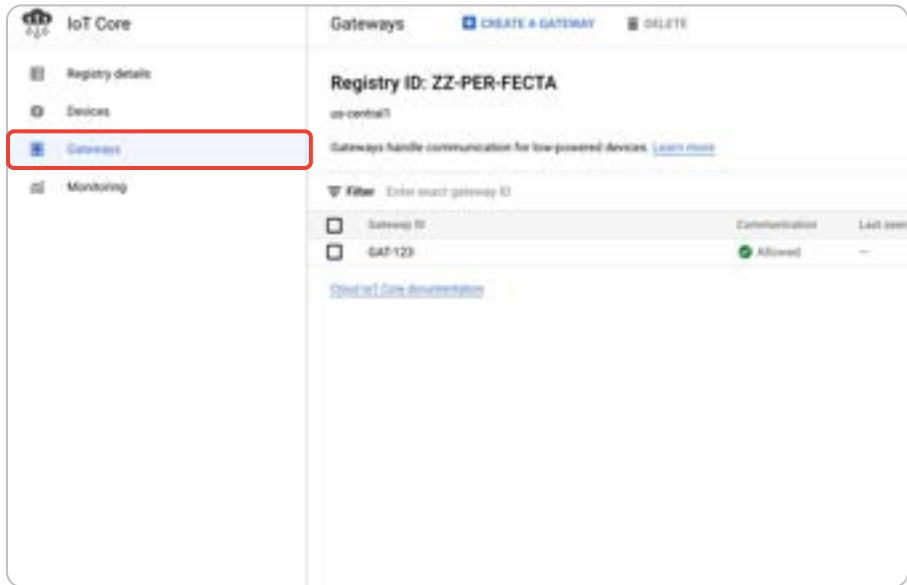 IoT Core
Gateways CREATE A GATEWAY DELETE
Registry details
Devices
Gateways
Monitoring
Registry ID: ZZ-PER-FECTA
us-central1
Gateways handle communication for low-powered devices. Learn more
Filter Enter exact gateway ID
Gateway ID Communication Last seen
GAT-123 Allowed —
Cloud IoT Core documentation